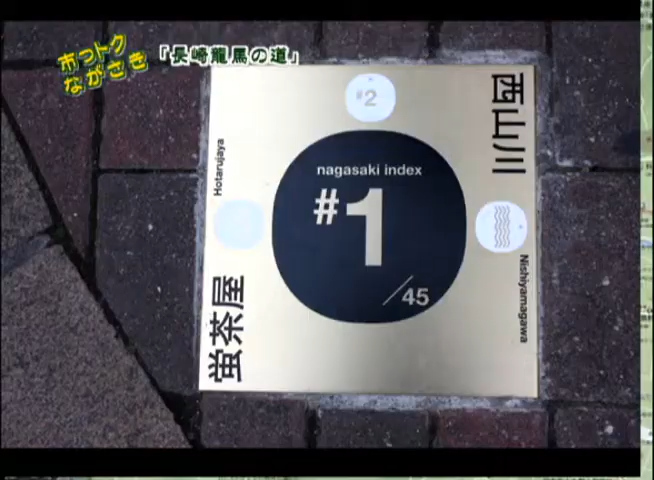 ホっトク
ながさき
「長崎龍馬の道」
#2
西山川
Hotarujaya
nagasaki index
#1
/45
Nishiyamagawa
蛍茶屋